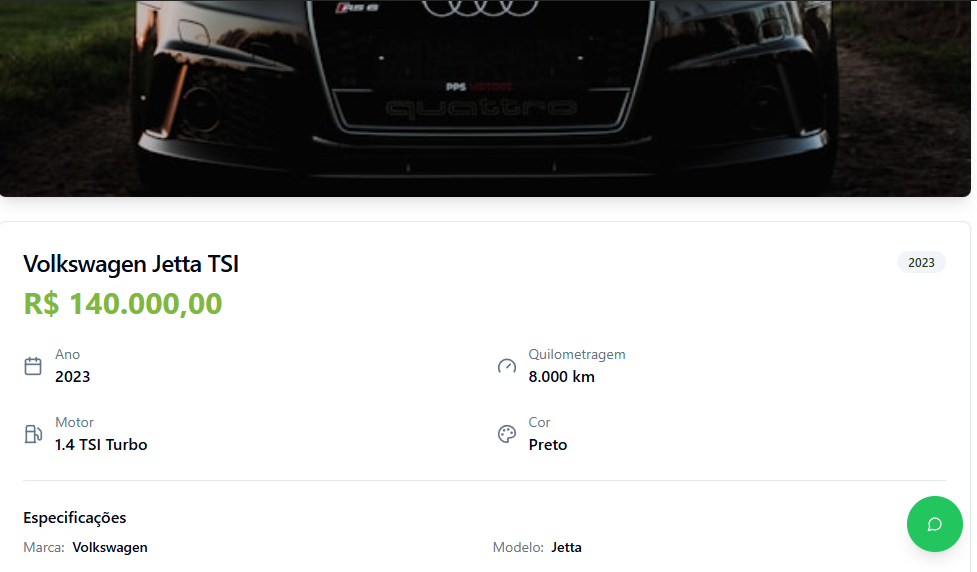 RS 6
PPS MOTORS
quattro
Volkswagen Jetta TSI
2023
R$ 140.000,00
Ano
2023
Quilometragem
8.000 km
Motor
1.4 TSI Turbo
Cor
Preto
Especificações
Marca: Volkswagen
Modelo: Jetta